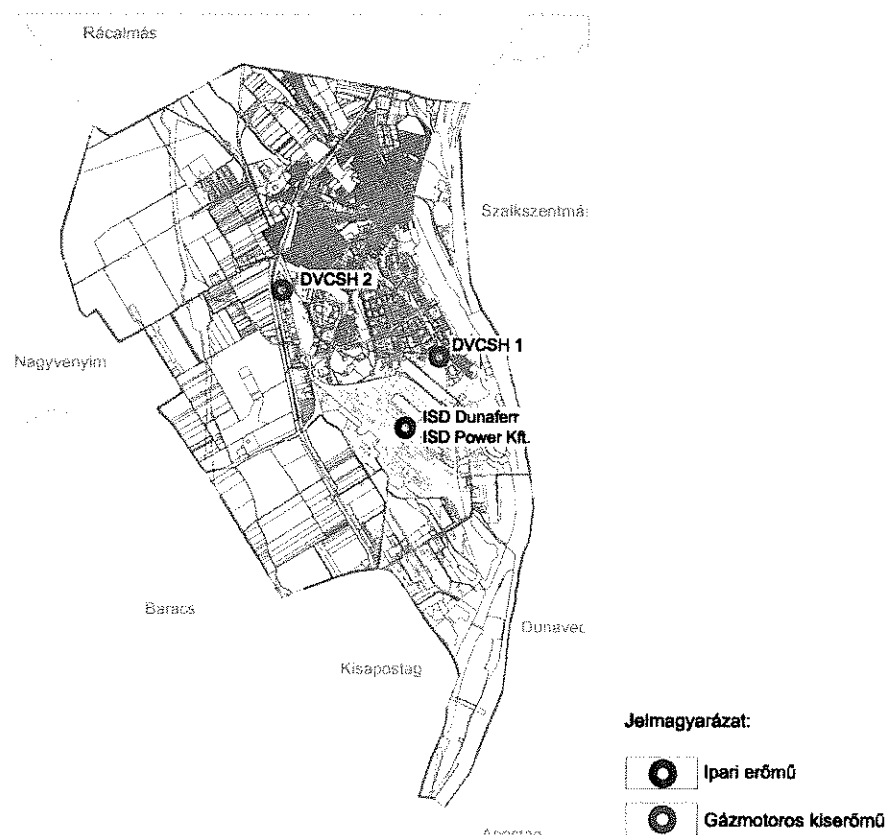 Rácalmás
Szalkszentmá
DVCSH 2
DVCSH 1
Nagyvenyim
ISD Dunaferr
ISD Power Kft.
Baracs
Dunavec
Kisapostag
Jelmagyarázat:
Ipari erőmű
Gázmotoros kiserőmű
Apostag